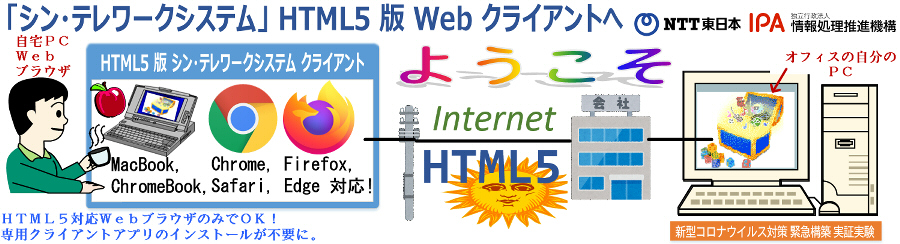 「シン・テレワークシステム」 HTML5 版 Web クライアントへ
NTT東日本
IPA 独立行政法人
情報処理推進機構
自宅ＰＣ
Ｗｅｂ
ブラウザ
HTML5 版 シン・テレワークシステム クライアント
MacBook,
ChromeBook,
Chrome,
Safari,
Firefox,
Edge 対応!
ようこそ
Internet
HTML5
会社
オフィスの自分の
ＰＣ
ＨＴＭＬ５対応ＷｅｂブラウザのみでＯＫ！
専用クライアントアプリのインストールが不要に。
新型コロナウイルス対策 緊急構築 実証実験